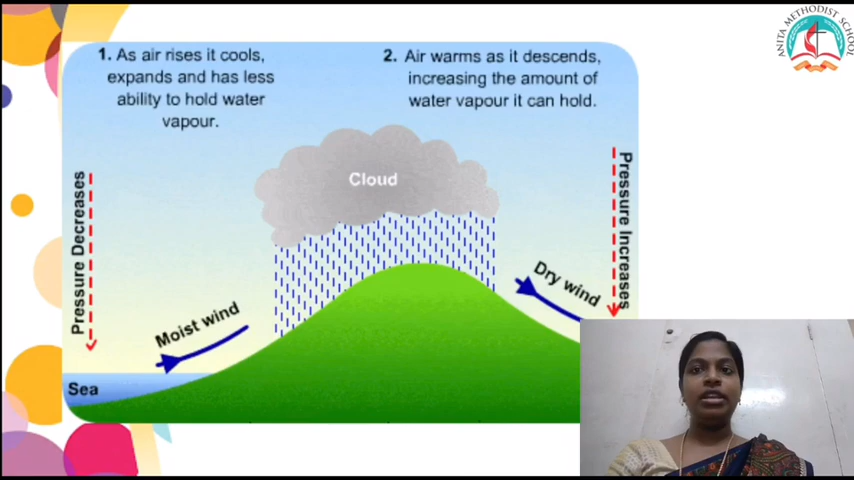 ANITA METHODIST SCHOOL
1. As air rises it cools,
expands and has less
ability to hold water
vapour.
2. Air warms as it descends,
increasing the amount of
water vapour it can hold.
Cloud
Pressure Decreases
Pressure Increases
Moist wind
Dry wind
Sea